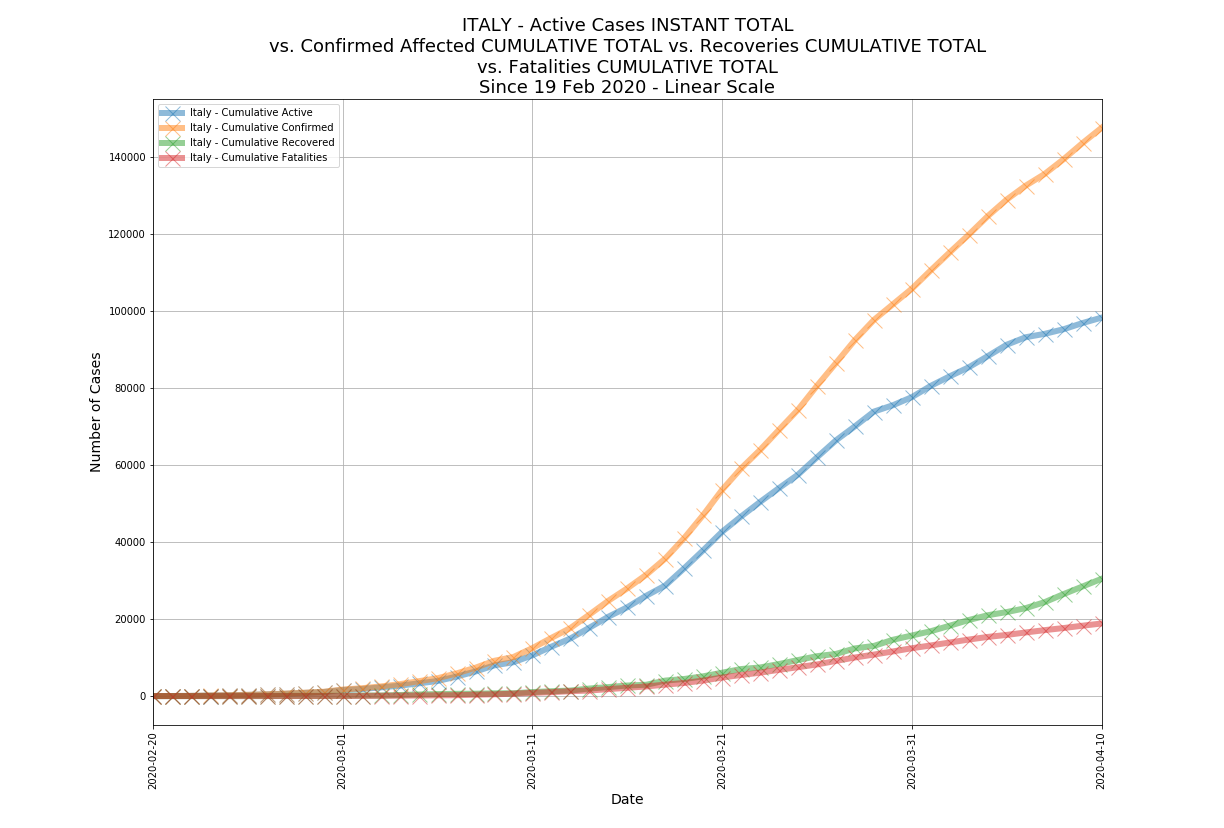 ITALY - Active Cases INSTANT TOTAL
vs. Confirmed Affected CUMULATIVE TOTAL vs. Recoveries CUMULATIVE TOTAL
vs. Fatalities CUMULATIVE TOTAL
Since 19 Feb 2020 - Linear Scale
Italy - Cumulative Active
Italy - Cumulative Confirmed
Italy - Cumulative Recovered
Italy - Cumulative Fatalities
Number of Cases
140000
120000
100000
80000
60000
40000
20000
0
2020-02-20
2020-03-01
2020-03-11
2020-03-21
2020-03-31
2020-04-10
Date